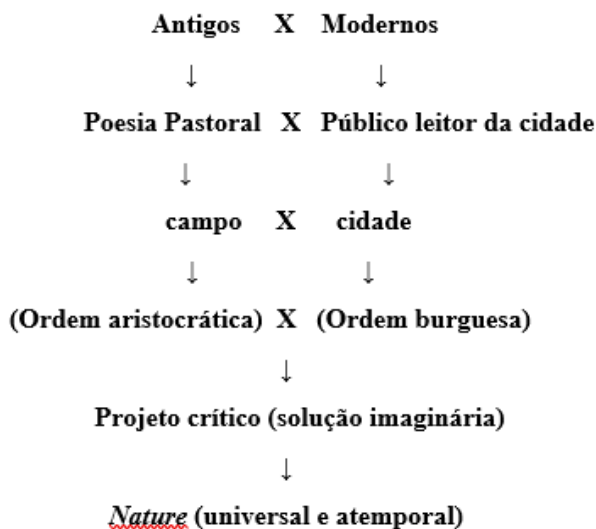 Antigos X Modernos
↓ ↓
Poesia Pastoral X Público leitor da cidade
↓ ↓
campo X cidade
↓ ↓
(Ordem aristocrática) X (Ordem burguesa)
↓
Projeto crítico (solução imaginária)
↓
Nature (universal e atemporal)